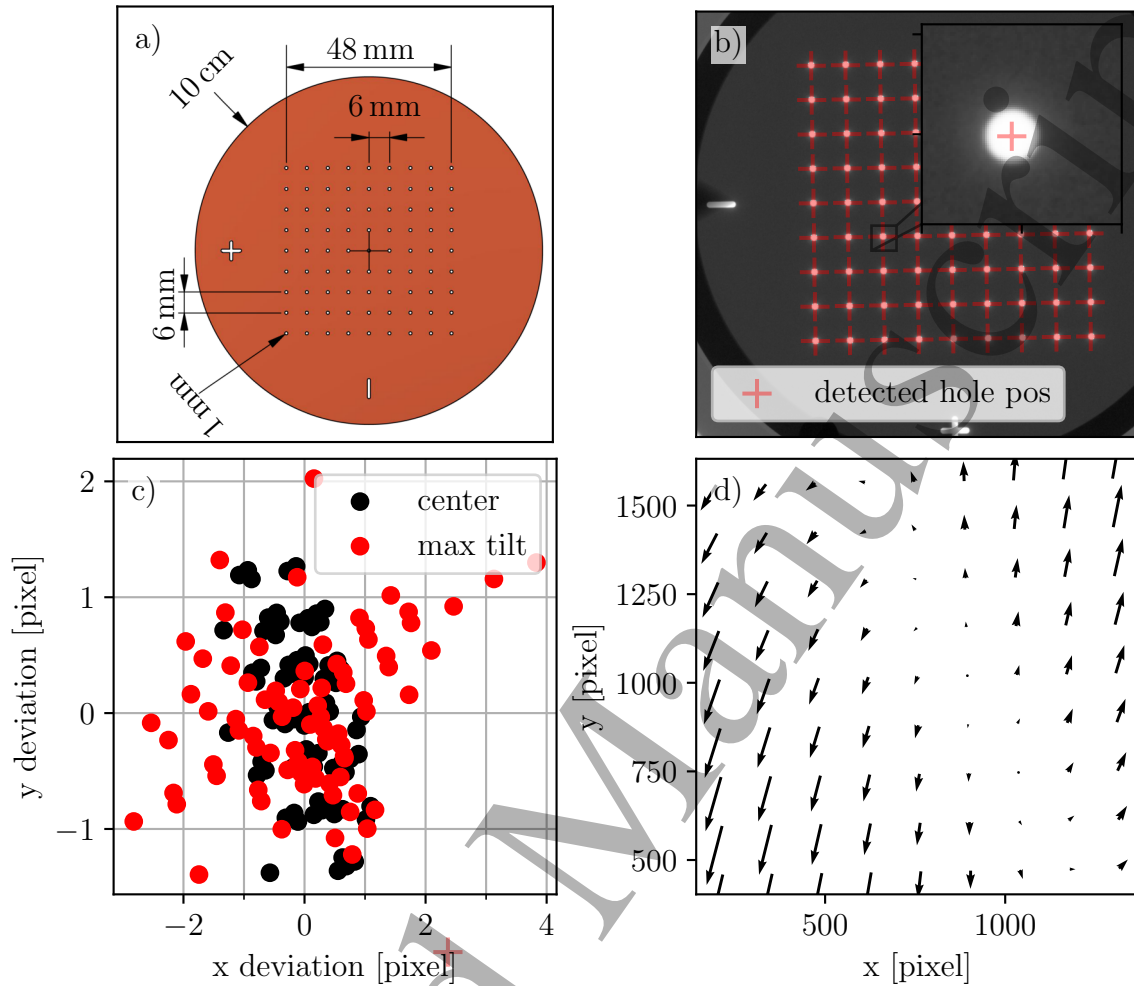 a)
48 mm
10 cm
6 mm
6 mm
1 mm
b)
detected hole pos
c)
center
max tilt
2
1
0
−1
−2
0
2
4
y deviation [pixel]
x deviation [pixel]
d)
1500
1250
1000
750
500
500
1000
y [pixel]
x [pixel]
d Manuscrip